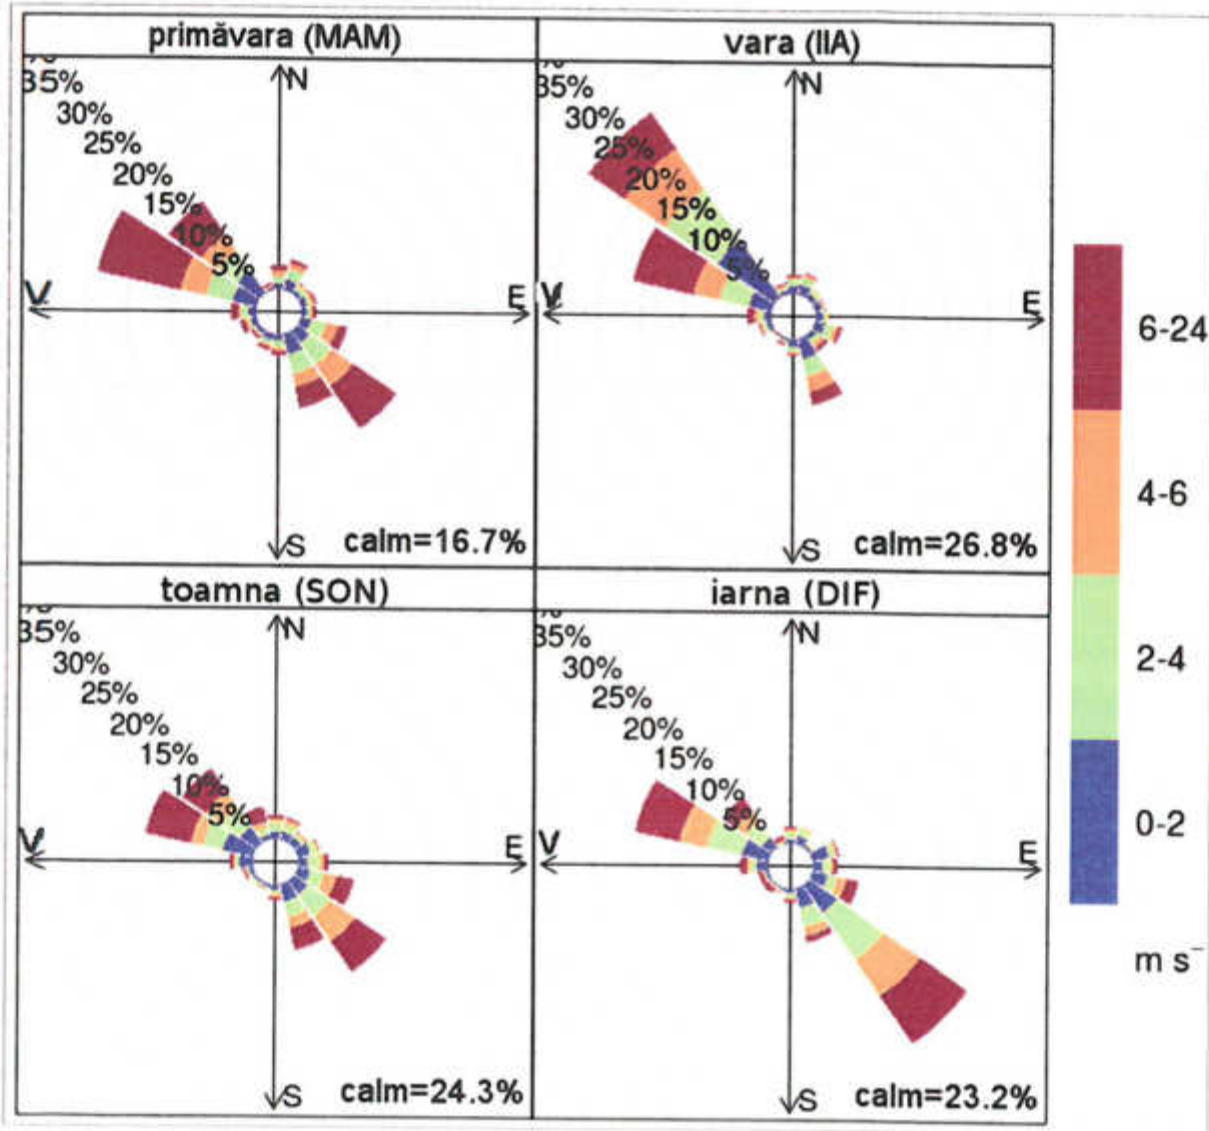 primăvara (MAM)
35%
30%
25%
20%
15%
10%
5%
N
V
E
S
calm=16.7%
vara (IIA)
35%
30%
25%
20%
15%
10%
5%
N
V
E
S
calm=26.8%
toamna (SON)
35%
30%
25%
20%
15%
10%
5%
N
V
E
S
calm=24.3%
iarna (DIF)
35%
30%
25%
20%
15%
10%
5%
N
V
E
S
calm=23.2%
6-24
4-6
2-4
0-2
m s⁻